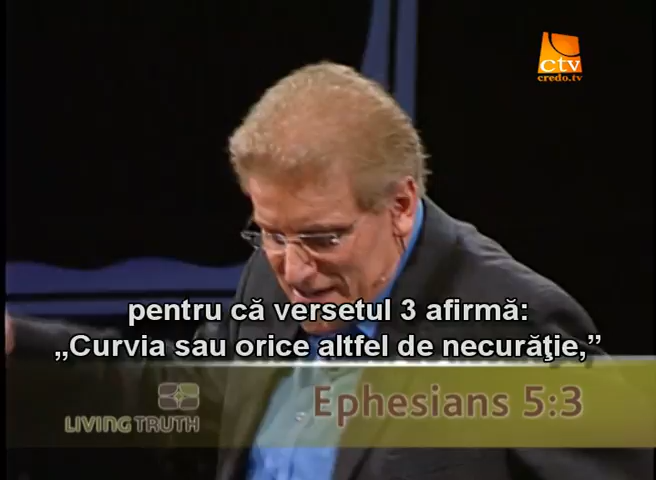 ctv
credo.tv
pentru că versetul 3 afirmă:
„Curvia sau orice altfel de necurăţie,”
LIVING TRUTH
Ephesians 5:3